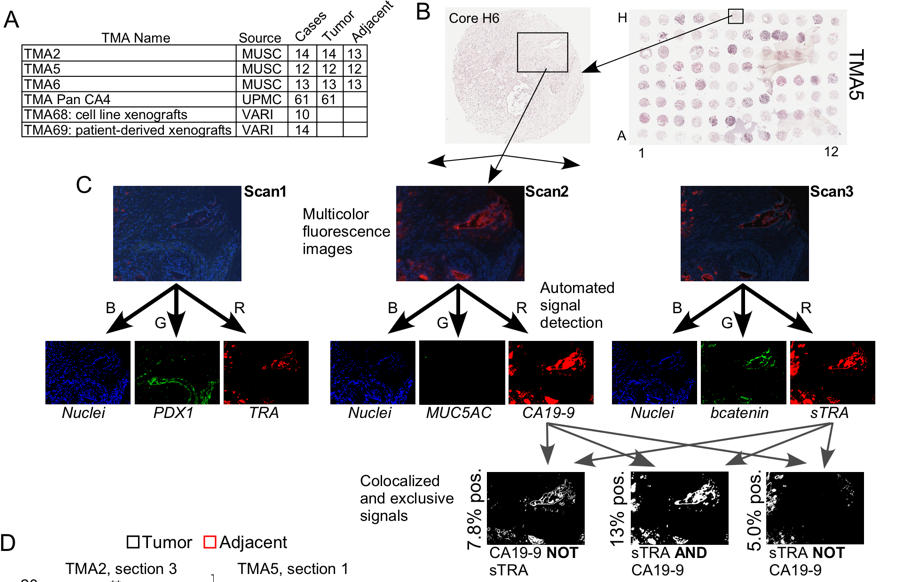 A
TMA Name Source Cases Tumor Adjacent
TMA2 MUSC 14 14 13
TMA5 MUSC 12 12 12
TMA6 MUSC 13 13 13
TMA Pan CA4 UPMC 61 61
TMA68: cell line xenografts VARI 10
TMA69: patient-derived xenografts VARI 14
B
Core H6
H
A
1 12
TMA5
C
Scan1
Scan2
Scan3
Multicolor
fluorescence
images
B G R
B G R
B G R
Automated
signal
detection
Nuclei PDX1 TRA
Nuclei MUC5AC CA19-9
Nuclei bcatenin sTRA
Colocalized
and exclusive
signals
7.8% pos.
CA19-9 NOT
sTRA
13% pos.
sTRA AND
CA19-9
5.0% pos.
sTRA NOT
CA19-9
D
Tumor Adjacent
TMA2, section 3
TMA5, section 1
**